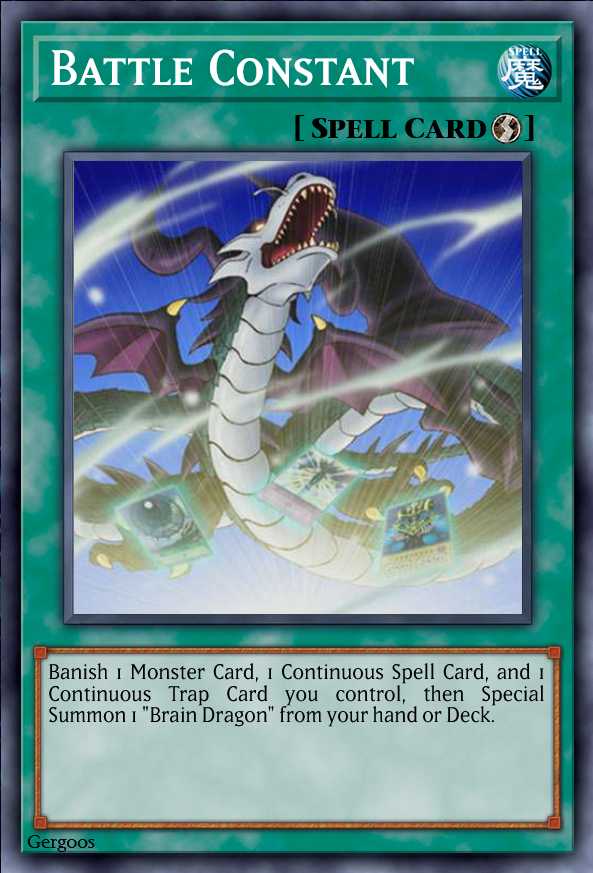 Battle Constant
SPELL
魔
[ Spell Card ]
Banish 1 Monster Card, 1 Continuous Spell Card, and 1
Continuous Trap Card you control, then Special
Summon 1 "Brain Dragon" from your hand or Deck.
Gergoos